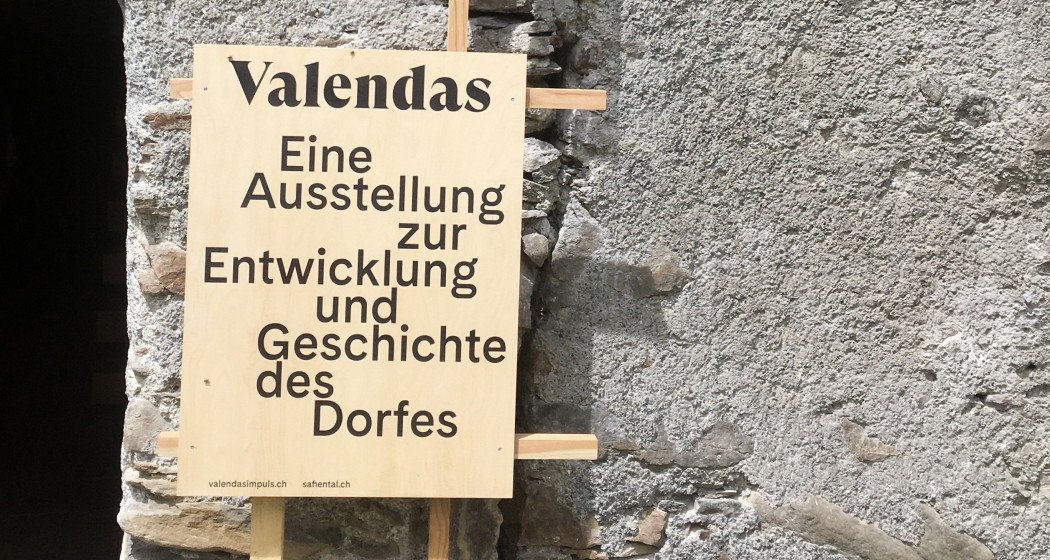 Valendas
Eine
Ausstellung
zur
Entwicklung
und
Geschichte
des
Dorfes
valendasimpuls.ch safiental.ch